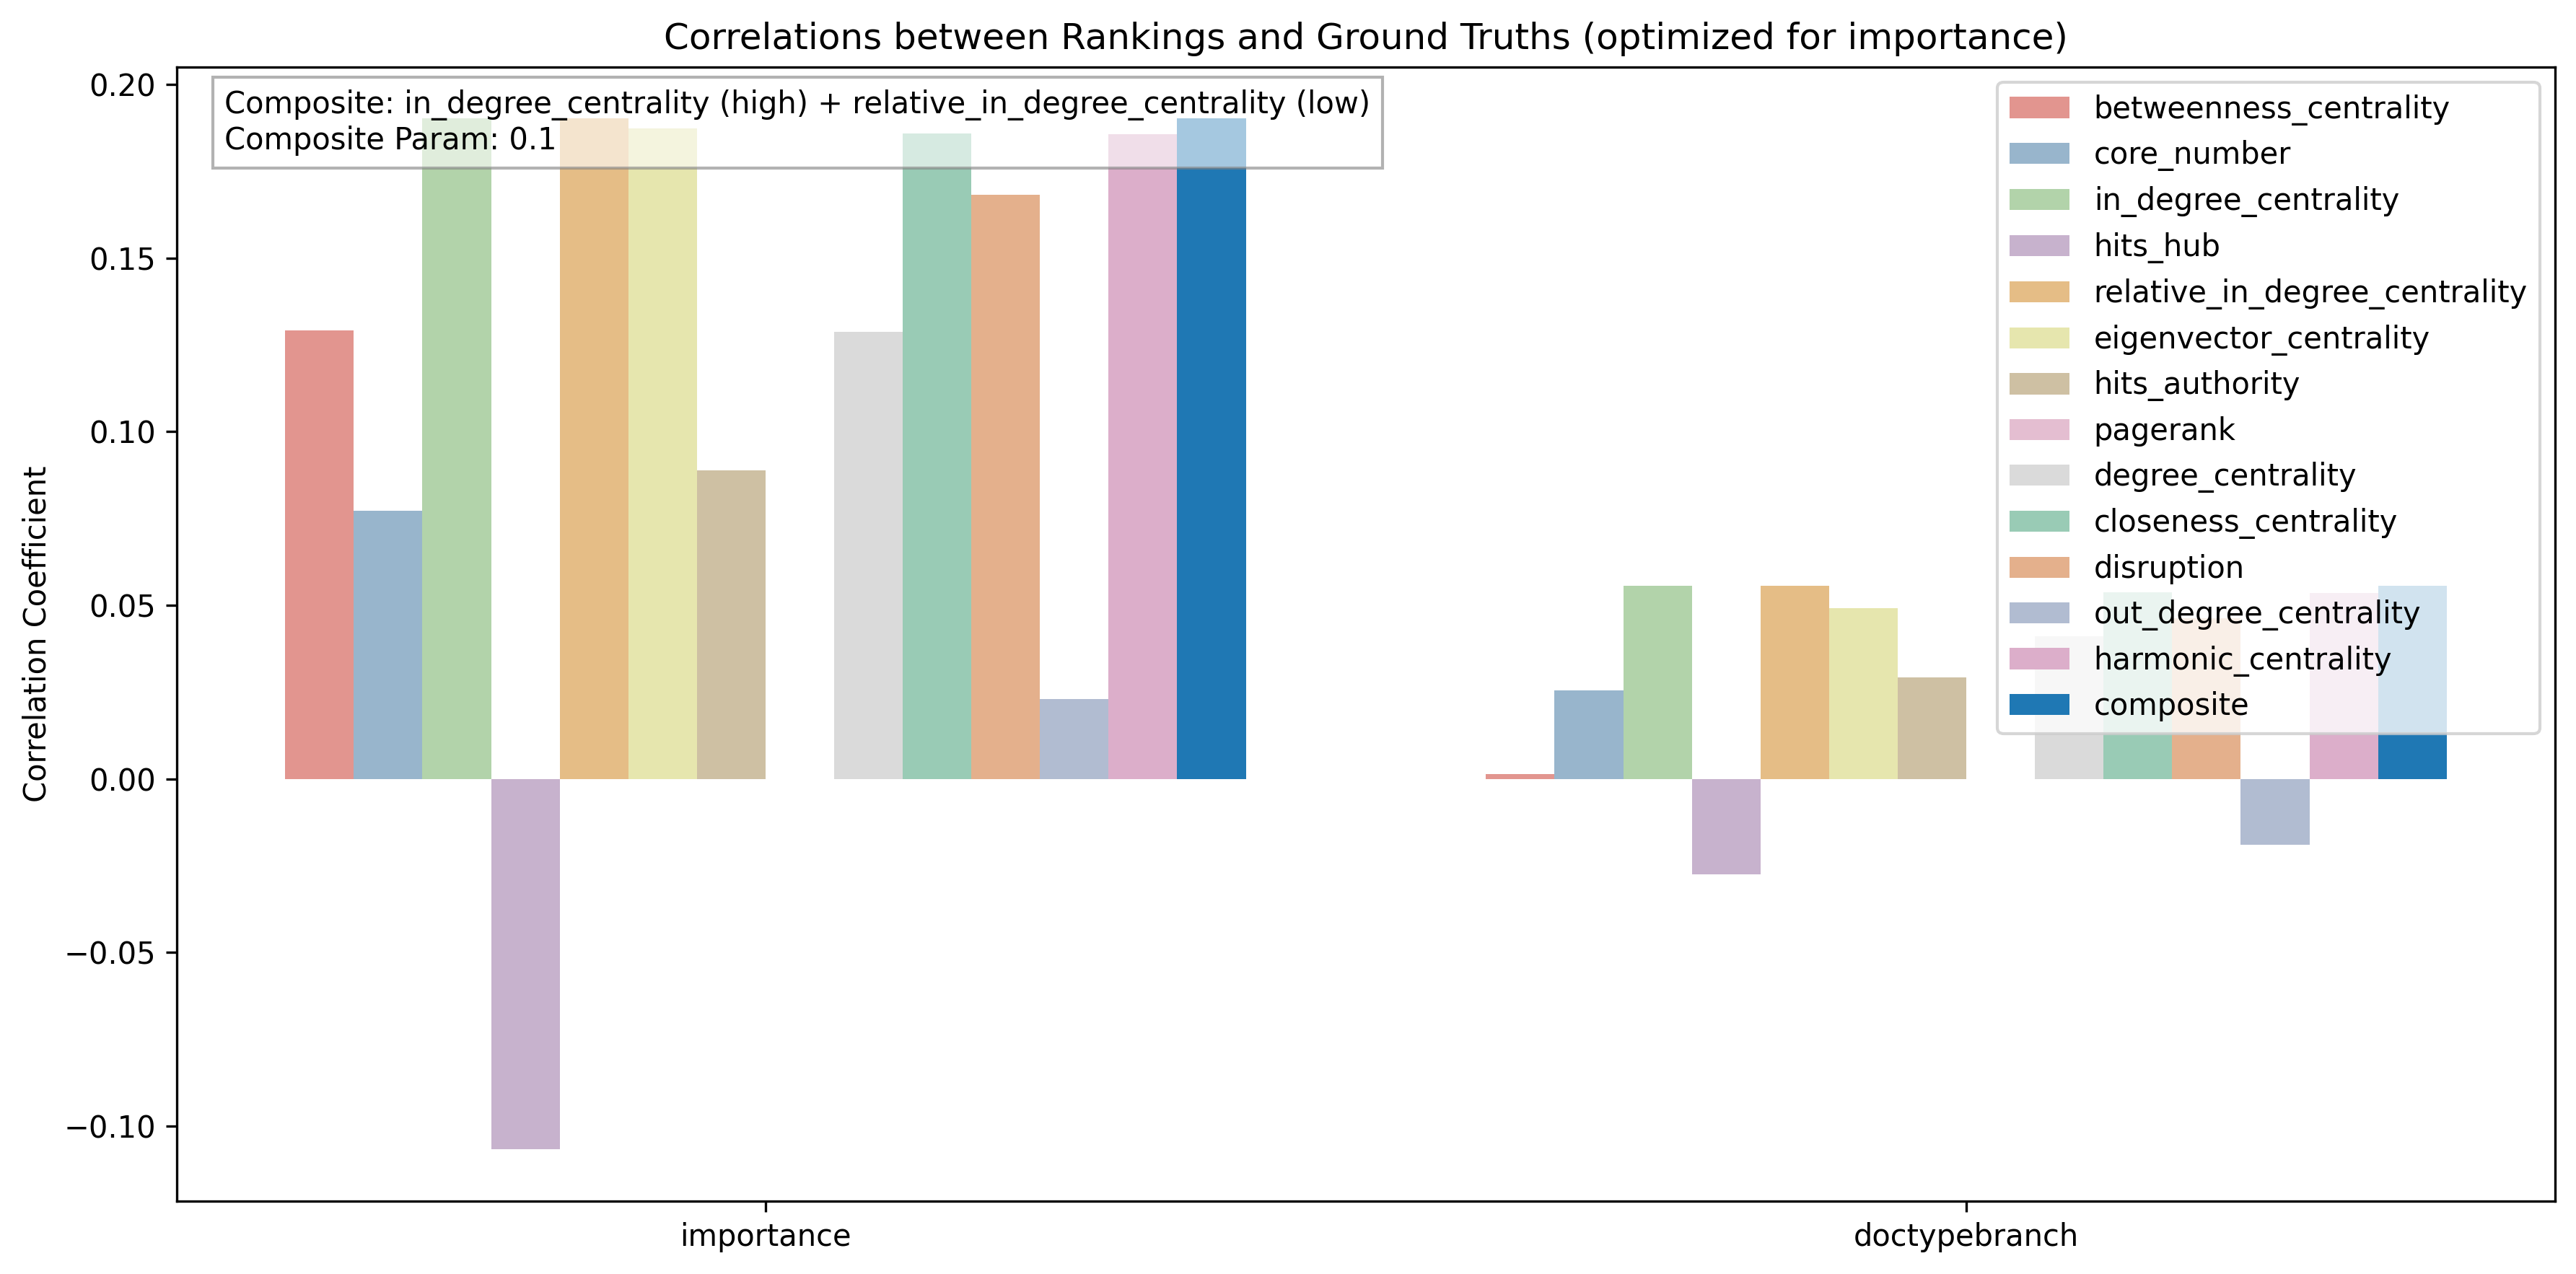 Correlations between Rankings and Ground Truths (optimized for importance)
Composite: in_degree_centrality (high) + relative_in_degree_centrality (low)
Composite Param: 0.1
betweenness_centrality
core_number
in_degree_centrality
hits_hub
relative_in_degree_centrality
eigenvector_centrality
hits_authority
pagerank
degree_centrality
closeness_centrality
disruption
out_degree_centrality
harmonic_centrality
composite
Correlation Coefficient
0.20
0.15
0.10
0.05
0.00
−0.05
−0.10
importance
doctypebranch